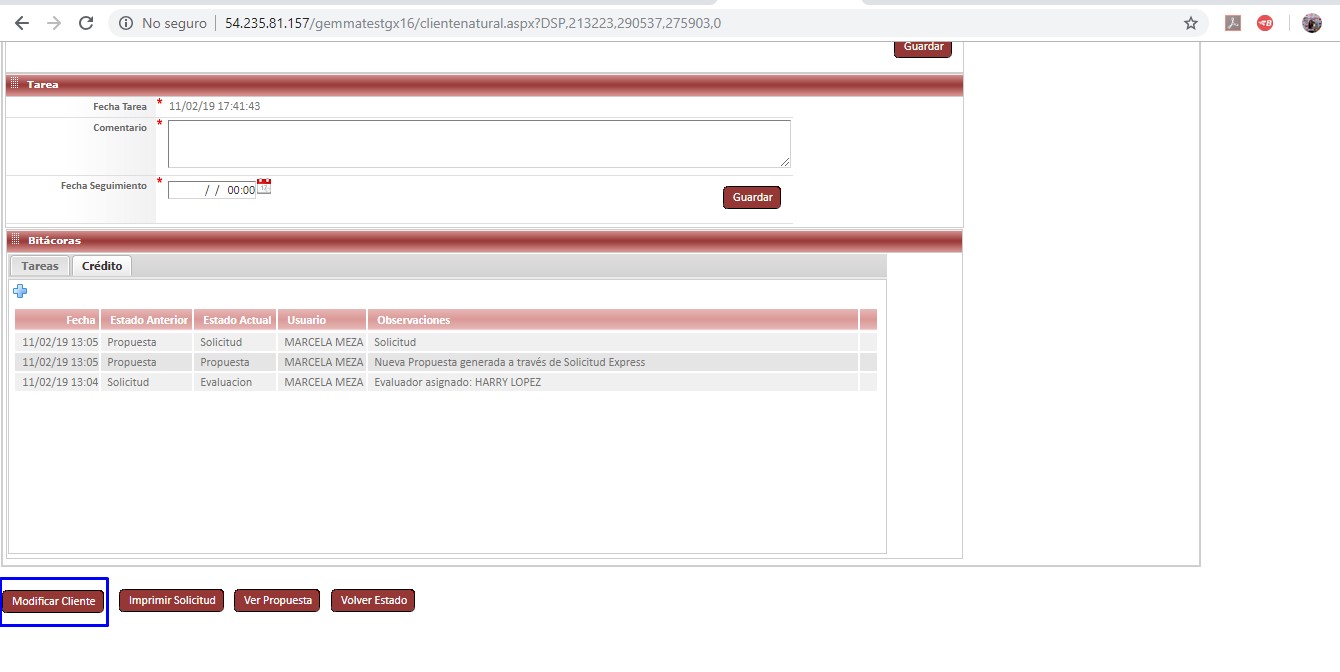 No seguro | 54.235.81.157/gemmatestgx16/clientenatural.aspx?DSP,213223,290537,275903,0
Guardar
Tarea
Fecha Tarea * 11/02/19 17:41:43
Comentario *
Fecha Seguimiento * / / 00:00
Guardar
Bitácoras
Tareas Crédito
Fecha Estado Anterior Estado Actual Usuario Observaciones
11/02/19 13:05 Propuesta Solicitud MARCELA MEZA Solicitud
11/02/19 13:05 Propuesta Propuesta MARCELA MEZA Nueva Propuesta generada a través de Solicitud Express
11/02/19 13:04 Solicitud Evaluacion MARCELA MEZA Evaluador asignado: HARRY LOPEZ
Modificar Cliente Imprimir Solicitud Ver Propuesta Volver Estado